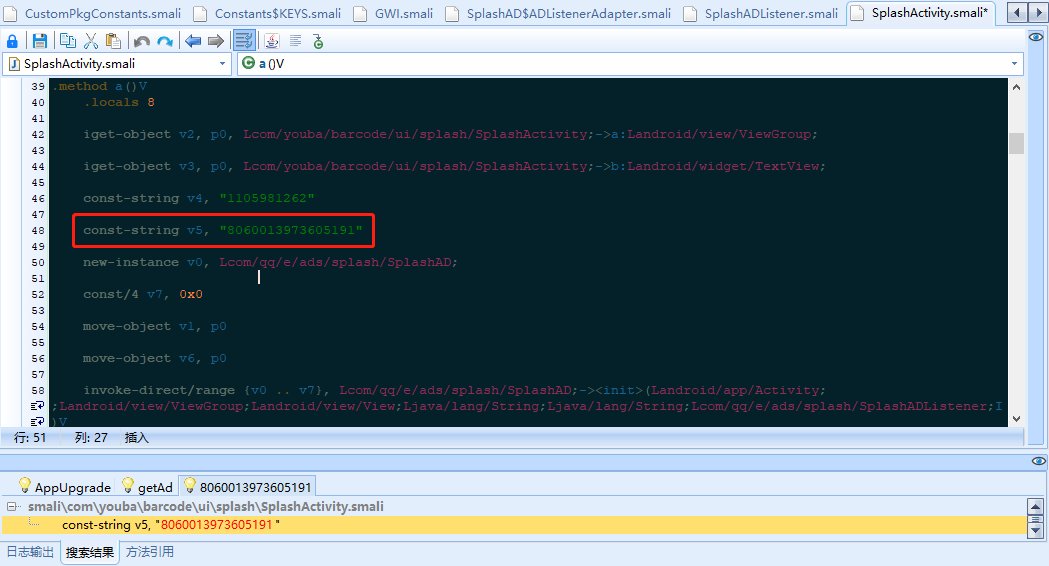 CustomPkgConstants.smali Constants$KEYS.smali GWI.smali SplashAD$ADListenerAdapter.smali SplashADListener.smali SplashActivity.smali*
SplashActivity.smali a()V
39 .method a()V
40 .locals 8
41
42 iget-object v2, p0, Lcom/youba/barcode/ui/splash/SplashActivity;->a:Landroid/view/ViewGroup;
43
44 iget-object v3, p0, Lcom/youba/barcode/ui/splash/SplashActivity;->b:Landroid/widget/TextView;
45
46 const-string v4, "1105981262"
47
48 const-string v5, "8060013973605191"
49
50 new-instance v0, Lcom/qq/e/ads/splash/SplashAD;
51
52 const/4 v7, 0x0
53
54 move-object v1, p0
55
56 move-object v6, p0
57
58 invoke-direct/range {v0 .. v7}, Lcom/qq/e/ads/splash/SplashAD;-><init>(Landroid/app/Activity;
;Landroid/view/ViewGroup;Landroid/view/View;Ljava/lang/String;Ljava/lang/String;Lcom/qq/e/ads/splash/SplashADListener;I
)V
行: 51 列: 27 插入
AppUpgrade getAd 8060013973605191
smali\com\youba\barcode\ui\splash\SplashActivity.smali
const-string v5, "8060013973605191"
日志输出 搜索结果 方法引用